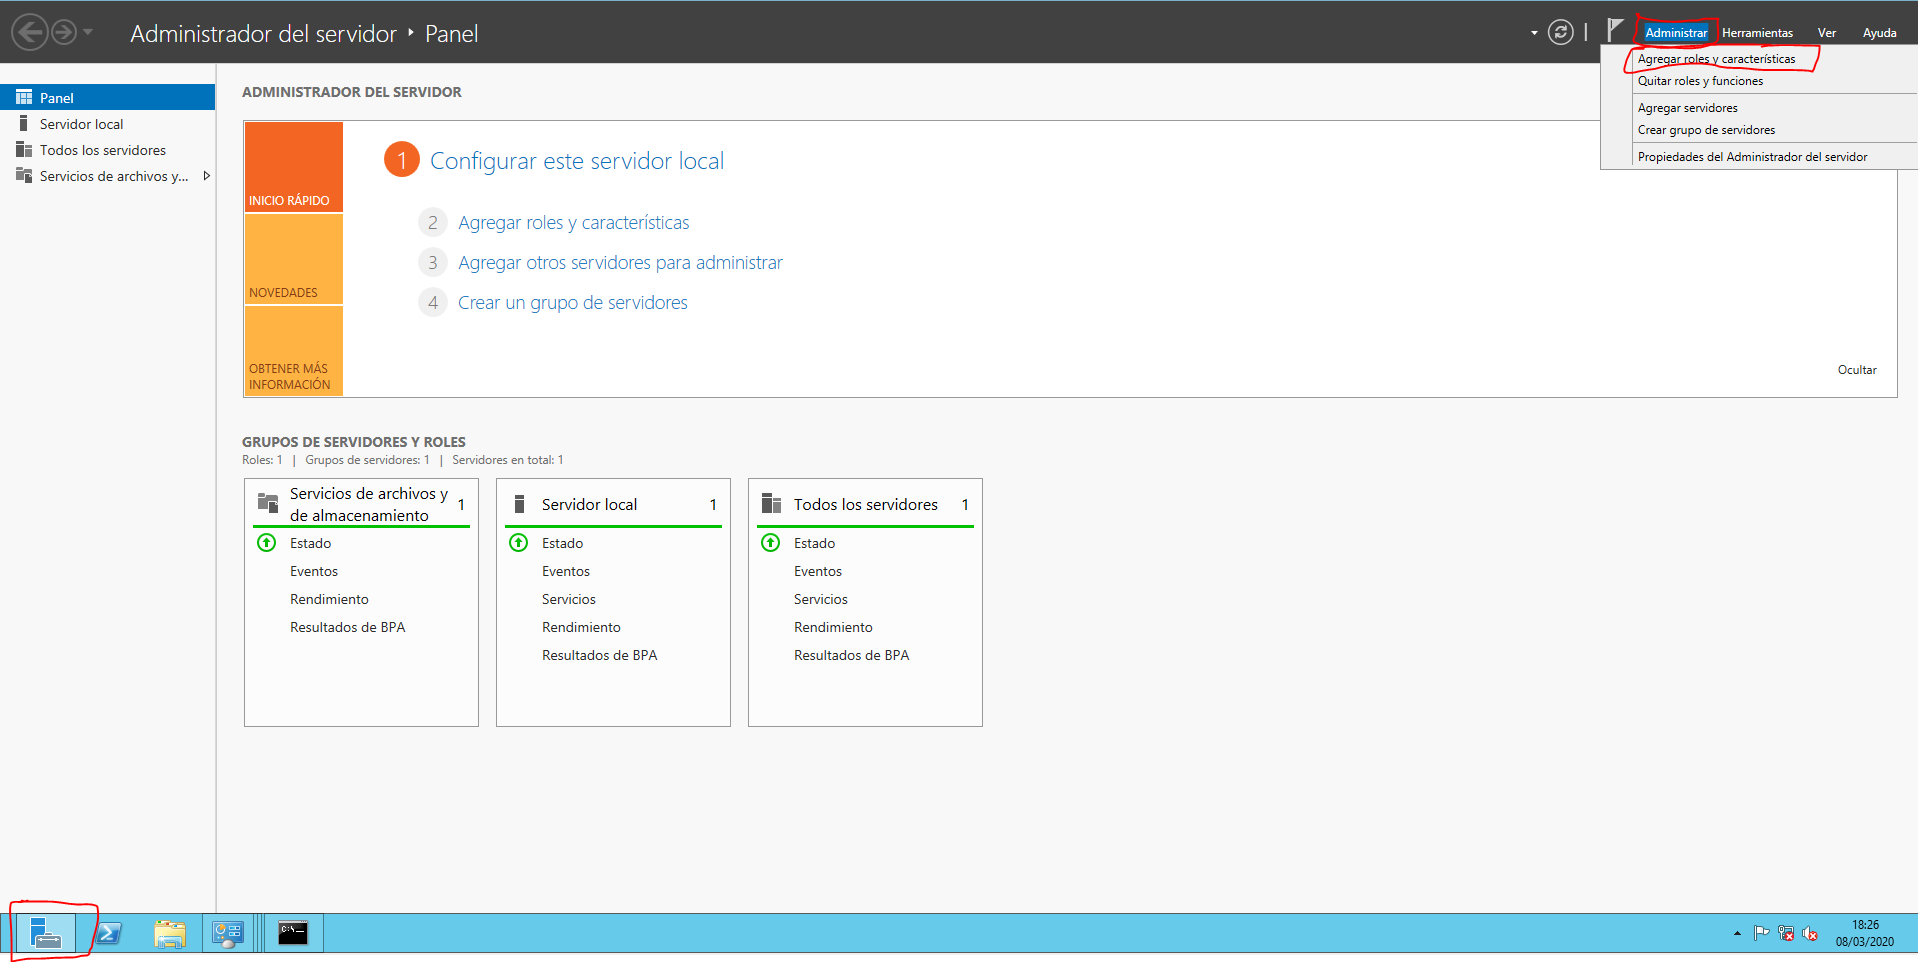 Administrador del servidor ‣ Panel
Administrar Herramientas Ver Ayuda
Agregar roles y características
Quitar roles y funciones
Agregar servidores
Crear grupo de servidores
Propiedades del Administrador del servidor
Panel
Servidor local
Todos los servidores
Servicios de archivos y...
ADMINISTRADOR DEL SERVIDOR
INICIO RÁPIDO
NOVEDADES
OBTENER MÁS
INFORMACIÓN
1 Configurar este servidor local
2 Agregar roles y características
3 Agregar otros servidores para administrar
4 Crear un grupo de servidores
Ocultar
GRUPOS DE SERVIDORES Y ROLES
Roles: 1 | Grupos de servidores: 1 | Servidores en total: 1
Servicios de archivos y
de almacenamiento 1
Estado
Eventos
Rendimiento
Resultados de BPA
Servidor local 1
Estado
Eventos
Servicios
Rendimiento
Resultados de BPA
Todos los servidores 1
Estado
Eventos
Servicios
Rendimiento
Resultados de BPA
18:26
08/03/2020